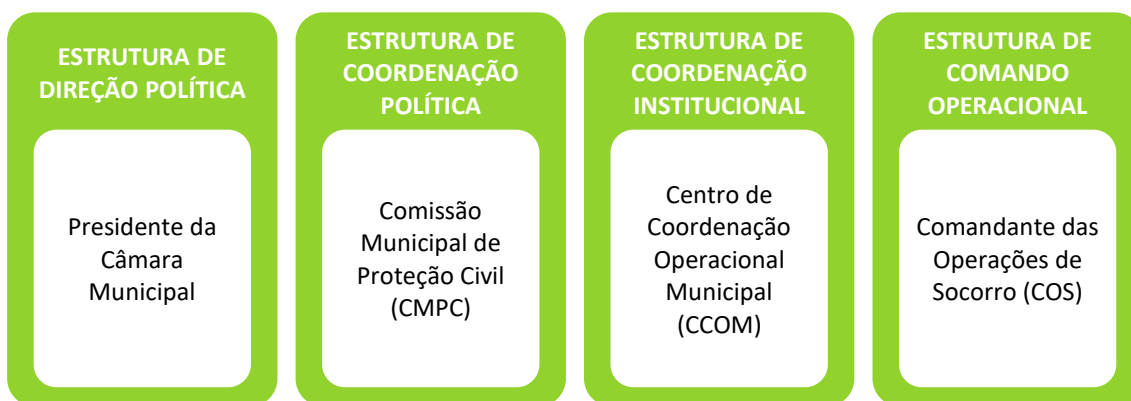 ESTRUTURA DE
DIREÇÃO POLÍTICA
Presidente da
Câmara
Municipal
ESTRUTURA DE
COORDENAÇÃO
POLÍTICA
Comissão
Municipal de
Proteção Civil
(CMPC)
ESTRUTURA DE
COORDENAÇÃO
INSTITUCIONAL
Centro de
Coordenação
Operacional
Municipal
(CCOM)
ESTRUTURA DE
COMANDO
OPERACIONAL
Comandante das
Operações de
Socorro (COS)